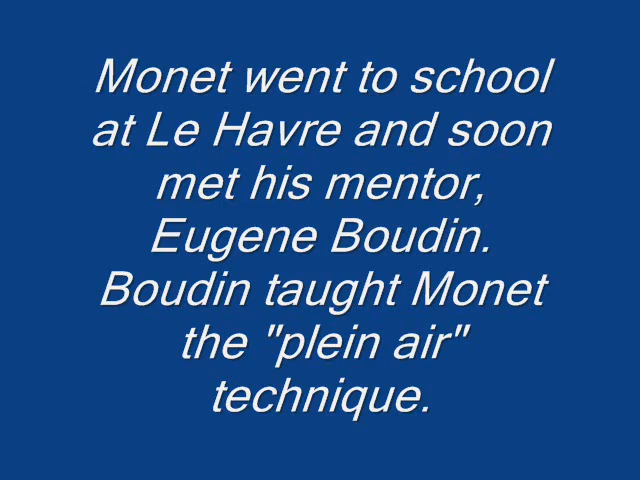 Monet went to school
at Le Havre and soon
met his mentor,
Eugene Boudin.
Boudin taught Monet
the "plein air"
technique.